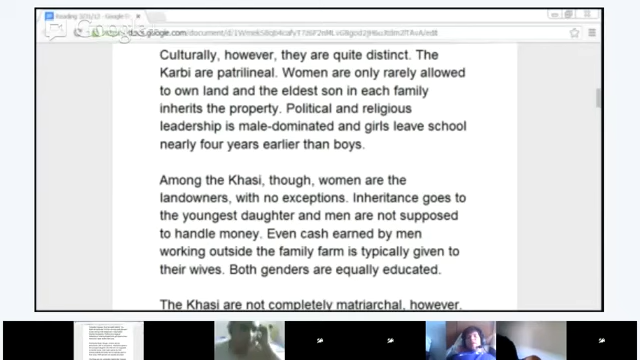 Reading 3/21/12 - Google D
Culturally, however, they are quite distinct. The
Karbi are patrilineal. Women are only rarely allowed
to own land and the eldest son in each family
inherits the property. Political and religious
leadership is male-dominated and girls leave school
nearly four years earlier than boys.
Among the Khasi, though, women are the
landowners, with no exceptions. Inheritance goes to
the youngest daughter and men are not supposed
to handle money. Even cash earned by men
working outside the family farm is typically given to
their wives. Both genders are equally educated.
The Khasi are not completely matriarchal, however.